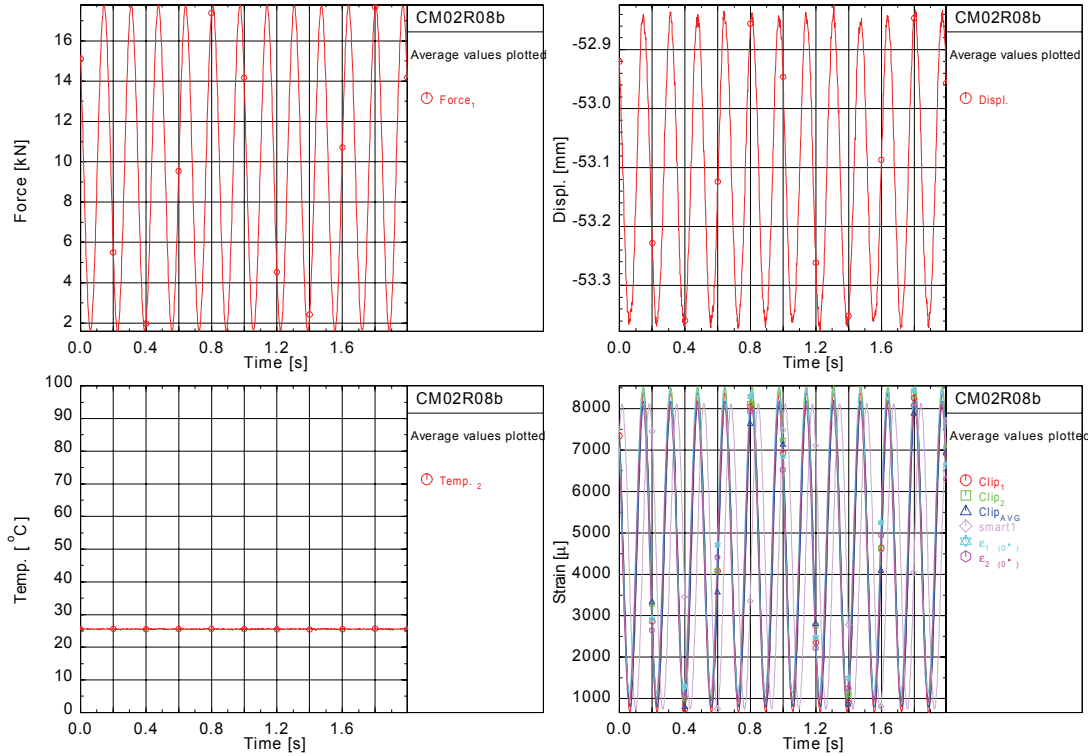 CM02R08b
Average values plotted
Force1
Force [kN]
16
14
12
10
8
6
4
2
0.0 0.4 0.8 1.2 1.6
Time [s]
CM02R08b
Average values plotted
Displ.
Displ. [mm]
-52.9
-53.0
-53.1
-53.2
-53.3
0.0 0.4 0.8 1.2 1.6
Time [s]
CM02R08b
Average values plotted
Temp. 2
Temp. [ °C]
100
90
80
70
60
50
40
30
20
10
0
0.0 0.4 0.8 1.2 1.6
Time [s]
CM02R08b
Average values plotted
Clip1
Clip2
ClipAVG
smart1
ε1 (0°)
ε2 (0°)
Strain [µ]
8000
7000
6000
5000
4000
3000
2000
1000
0.0 0.4 0.8 1.2 1.6
Time [s]